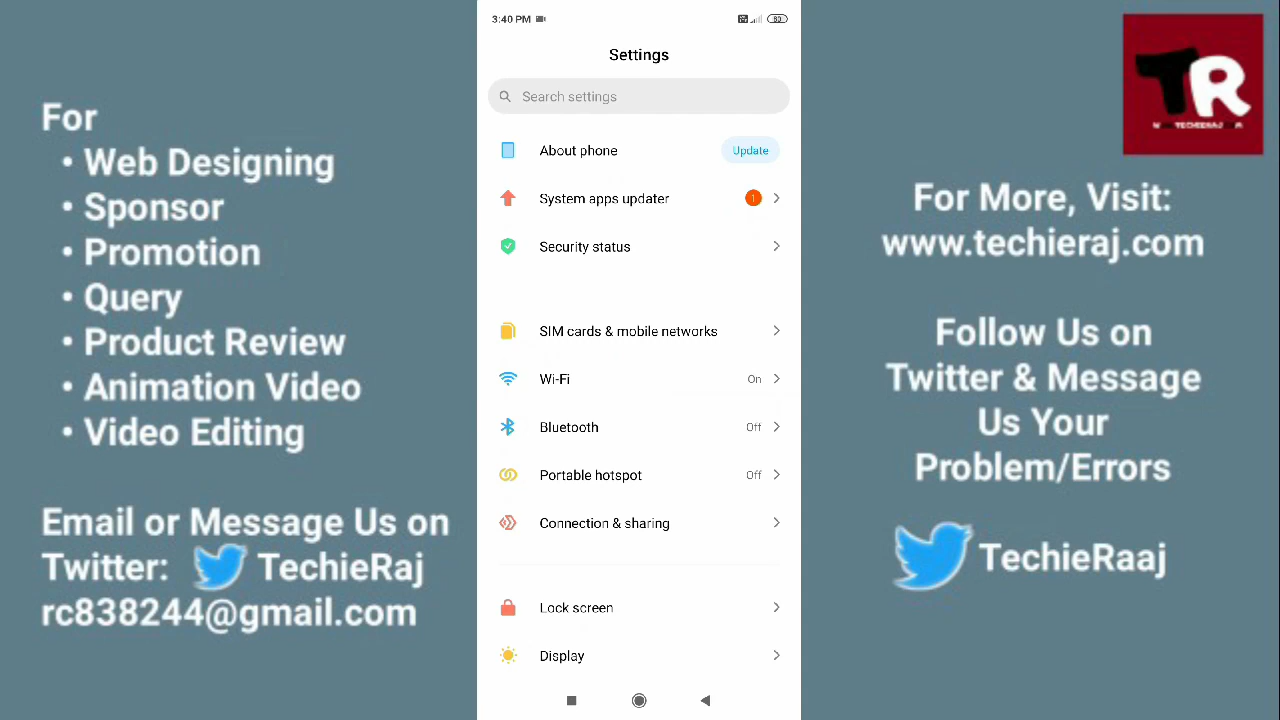 For
• Web Designing
• Sponsor
• Promotion
• Query
• Product Review
• Animation Video
• Video Editing
Email or Message Us on
Twitter: TechieRaj
rc838244@gmail.com
3:40 PM
80
Settings
Search settings
About phone
Update
System apps updater
1
Security status
SIM cards & mobile networks
Wi-Fi
On
Bluetooth
Off
Portable hotspot
Off
Connection & sharing
Lock screen
Display
TR
For More, Visit:
www.techieraj.com
Follow Us on
Twitter & Message
Us Your
Problem/Errors
TechieRaaj